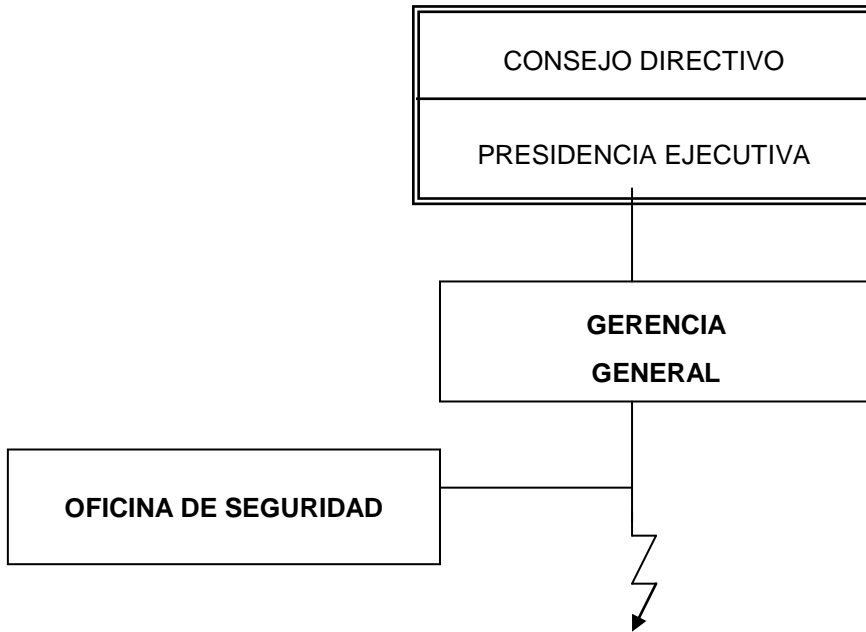 CONSEJO DIRECTIVO
PRESIDENCIA EJECUTIVA
GERENCIA
GENERAL
OFICINA DE SEGURIDAD